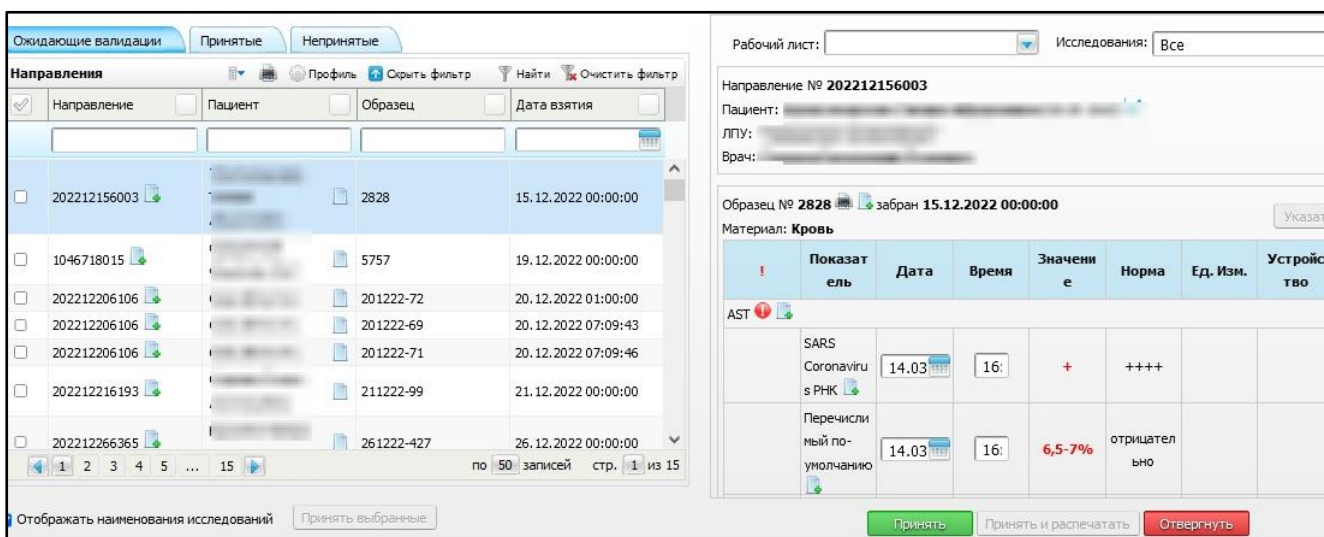 Ожидающие валидации Принятые Непринятые
Направления Профиль Скрыть фильтр Найти Очистить фильтр
Направление Пациент Образец Дата взятия
202212156003 2828 15.12.2022 00:00:00
1046718015 5757 19.12.2022 00:00:00
202212206106 201222-72 20.12.2022 01:00:00
202212206106 201222-69 20.12.2022 07:09:43
202212206106 201222-71 20.12.2022 07:09:46
202212216193 211222-99 21.12.2022 00:00:00
202212266365 261222-427 26.12.2022 00:00:00
1 2 3 4 5 ... 15 по 50 записей стр. 1 из 15
Отображать наименования исследований Принять выбранные
Рабочий лист: Исследования: Все
Направление № 202212156003
Пациент:
ЛПУ:
Врач:
Образец № 2828 забран 15.12.2022 00:00:00
Указат
Материал: Кровь
! Показат Дата Время Значени Норма Ед. Изм. Устройс
ель е тво
AST
SARS
Coronaviru 14.03 16: + ++++
s РНК
Перечисли
мый по- 14.03 16: 6,5-7% отрицател
умолчанию ьно
Принять Принять и распечатать Отвергнуть